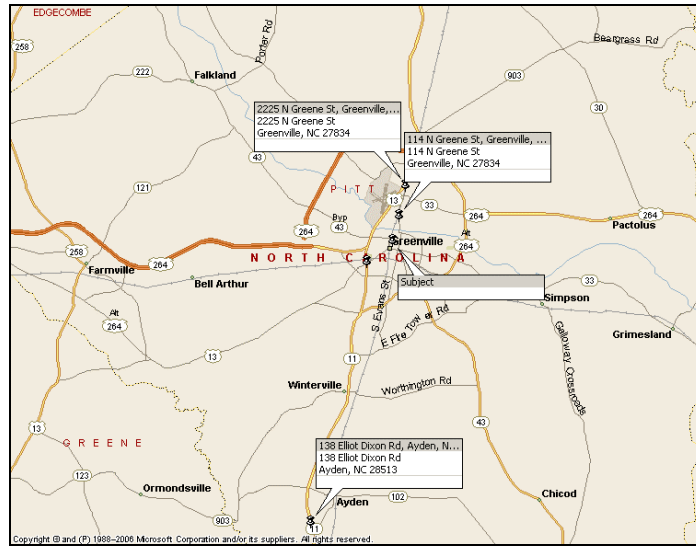 EDGECOMBE
258
Porter Rd
Beargrass Rd
222
Falkland
903
264
30
2225 N Greene St, Greenville,...
2225 N Greene St
Greenville, NC 27834
114 N Greene St, Greenville, ...
114 N Greene St
Greenville, NC 27834
43
121
P I T T
13
33
264
264
Pactolus
Byp
43
Alt
264
264
Greenville
258
Farmville
264
NORTH CAROLINA
Bell Arthur
Subject
33
Simpson
Alt
264
S Evans St
E Fire Tower Rd
Grimesland
13
11
Galloway Crossroads
Winterville
Worthington Rd
43
13
G R E E N E
138 Elliot Dixon Rd, Ayden, N...
138 Elliot Dixon Rd
Ayden, NC 28513
123
Ormondsville
102
Ayden
Chicod
903
11
Copyright © and (P) 1988–2006 Microsoft Corporation and/or its suppliers. All rights reserved.